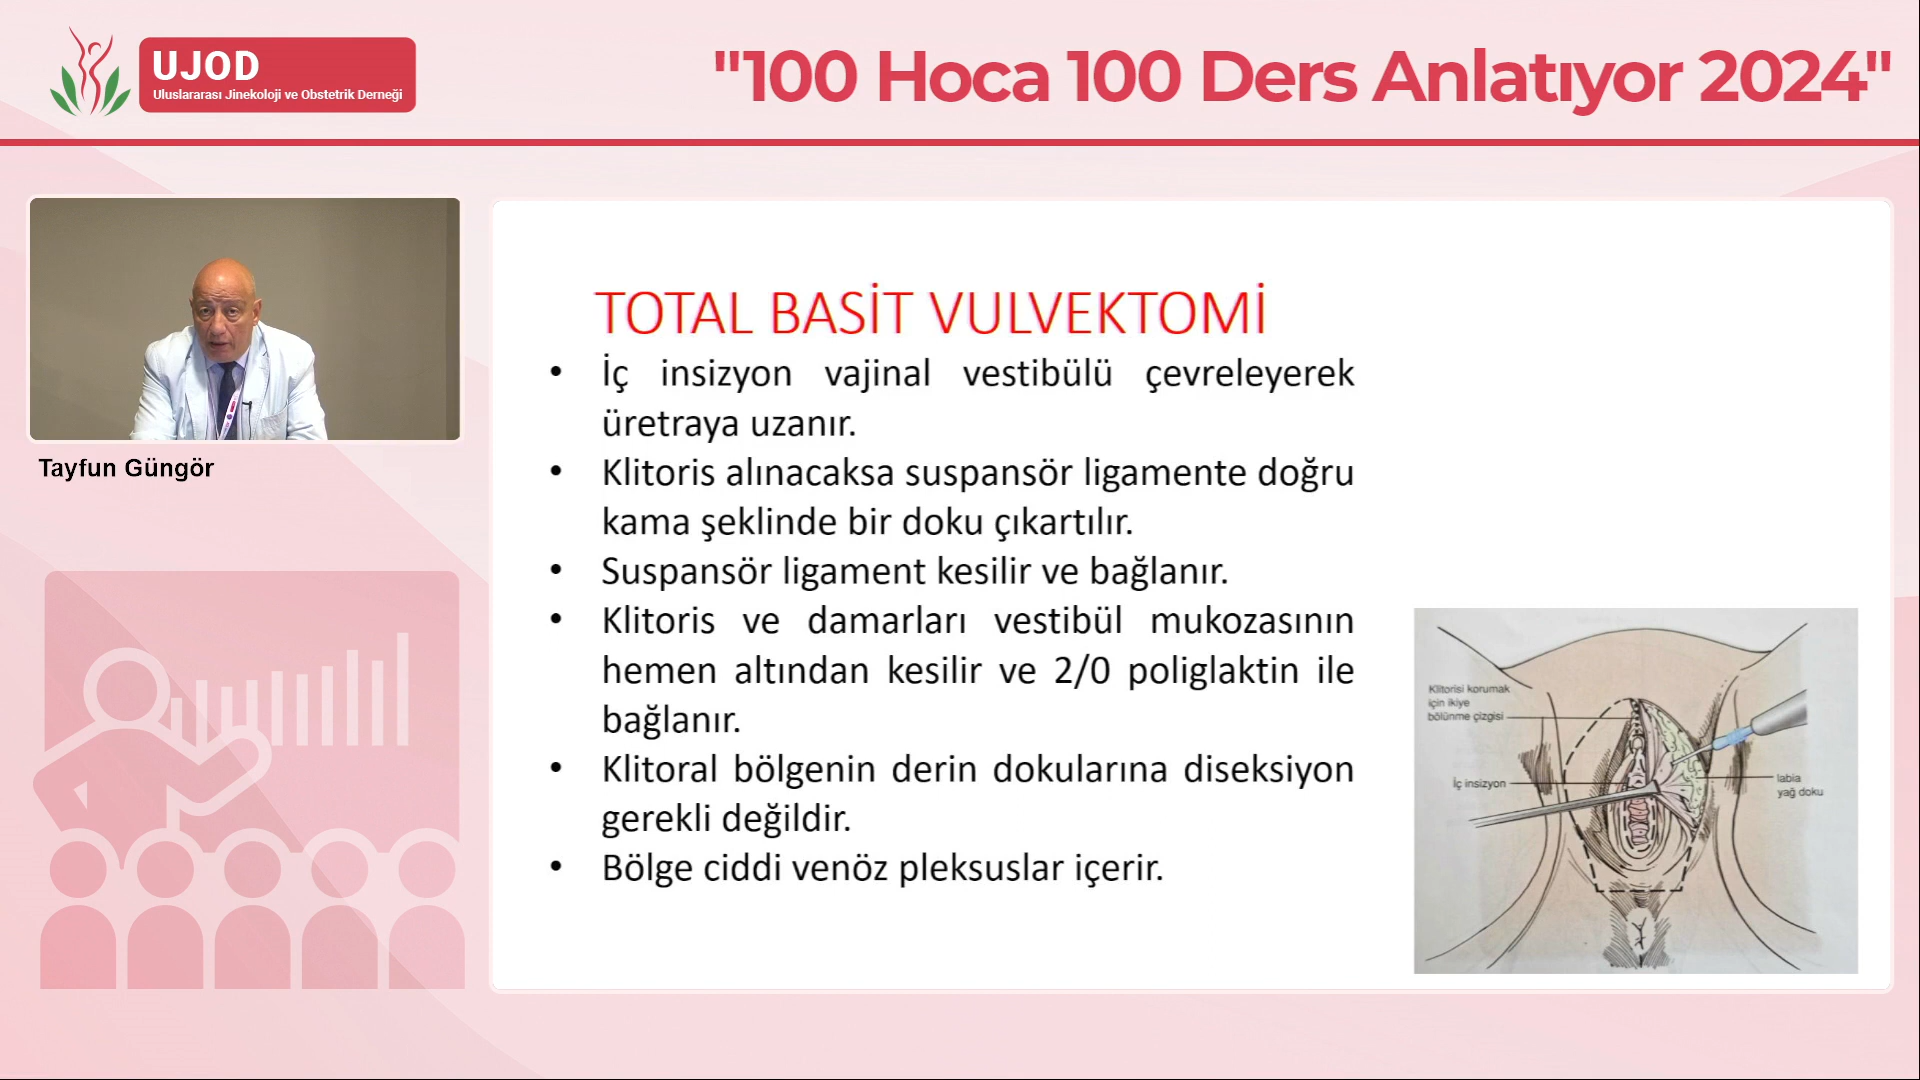 UJOD
Uluslararası Jinekoloji ve Obstetrik Derneği
"100 Hoca 100 Ders Anlatıyor 2024"
Tayfun Güngör
TOTAL BASİT VULVEKTOMİ
• İç insizyon vajinal vestibülü çevreleyerek
üretraya uzanır.
• Klitoris alınacaksa suspansör ligamente doğru
kama şeklinde bir doku çıkartılır.
• Suspansör ligament kesilir ve bağlanır.
• Klitoris ve damarları vestibül mukozasının
hemen altından kesilir ve 2/0 poliglaktin ile
bağlanır.
• Klitoral bölgenin derin dokularına diseksiyon
gerekli değildir.
• Bölge ciddi venöz pleksuslar içerir.
Klitorisi korumak
için ikiye
bölünme çizgisi
İç insizyon
labia
yağ doku